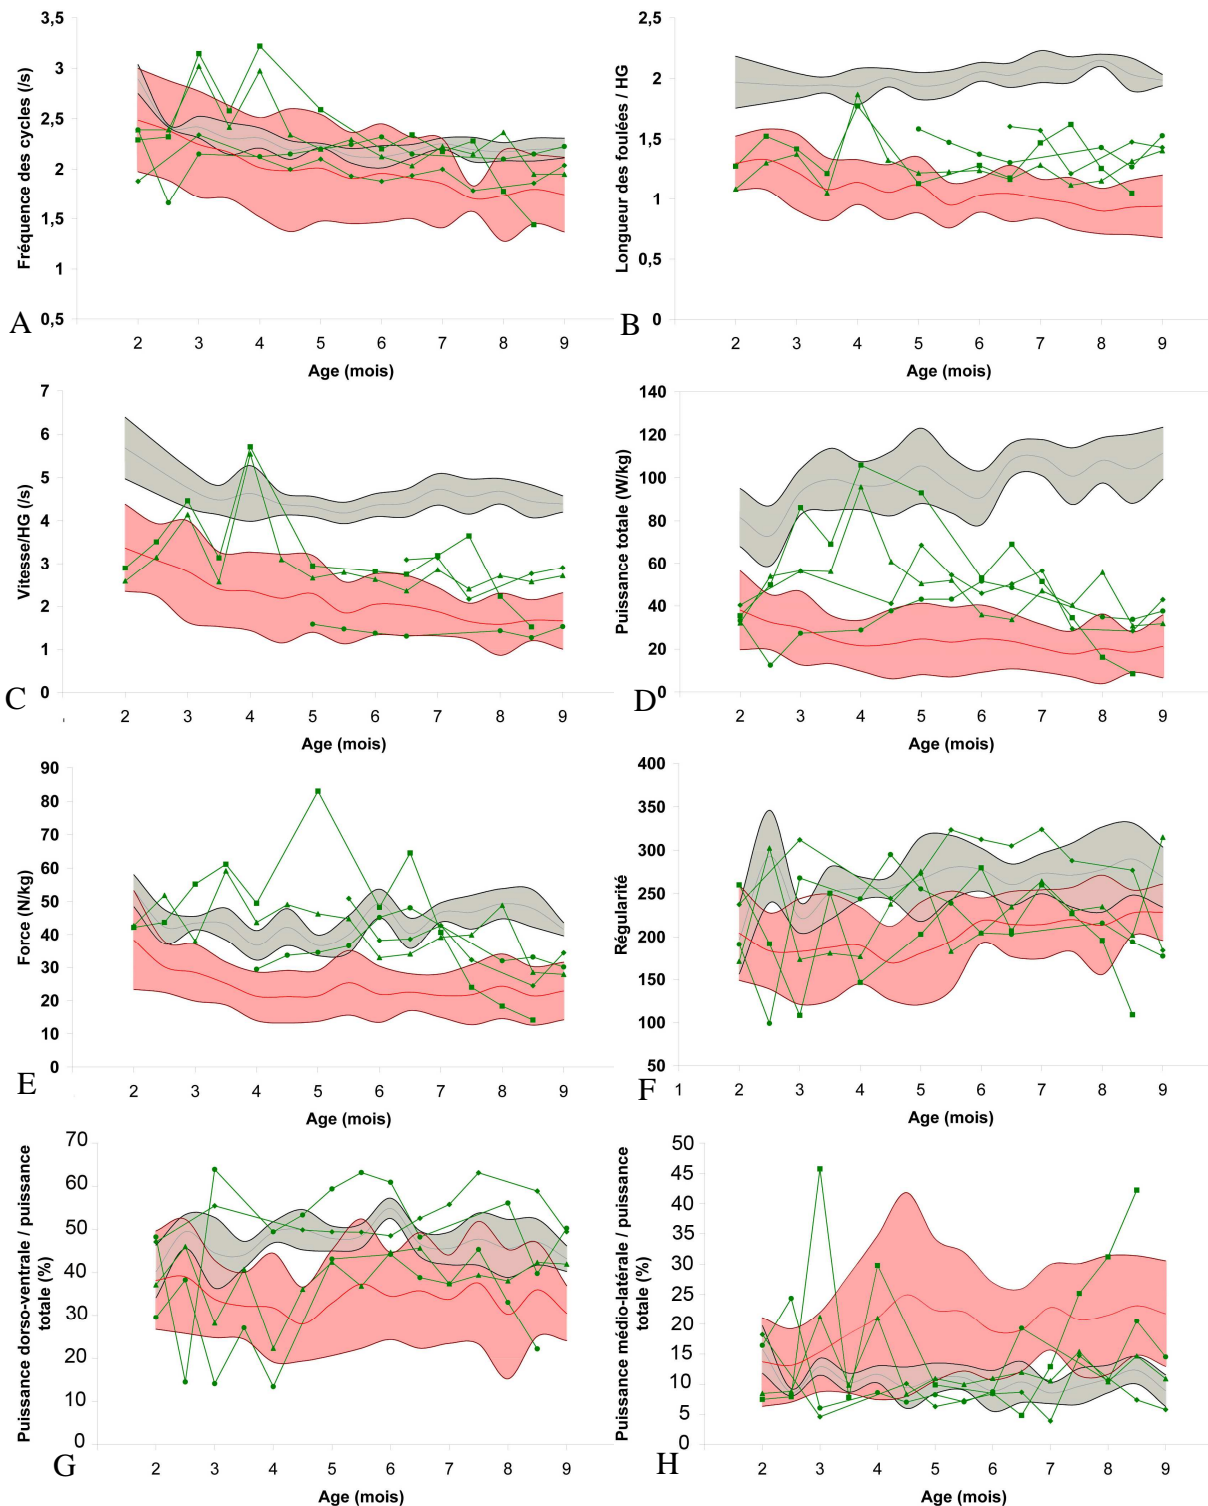 3,5
3
2,5
2
1,5
1
0,5
Fréquence des cycles (/s)
A
2 3 4 5 6 7 8 9
Age (mois)
2,5
2
1,5
1
0,5
0
Longueur des foulées / HG
B
2 3 4 5 6 7 8 9
Age (mois)
7
6
5
4
3
2
1
0
Vitesse/HG (/s)
C
2 3 4 5 6 7 8 9
Age (mois)
140
120
100
80
60
40
20
0
Puissance totale (W/kg)
D
2 3 4 5 6 7 8 9
Age (mois)
90
80
70
60
50
40
30
20
10
0
Force (N/kg)
E
2 3 4 5 6 7 8 9
Age (mois)
400
350
300
250
200
150
100
50
Régularité
F
1 2 3 4 5 6 7 8 9
Age (mois)
70
60
50
40
30
20
10
0
Puissance dorso-ventrale / puissance
totale (%)
G
2 3 4 5 6 7 8 9
Age (mois)
50
45
40
35
30
25
20
15
10
5
0
Puissance médio-latérale / puissance
totale (%)
H
2 3 4 5 6 7 8 9
Age (mois)